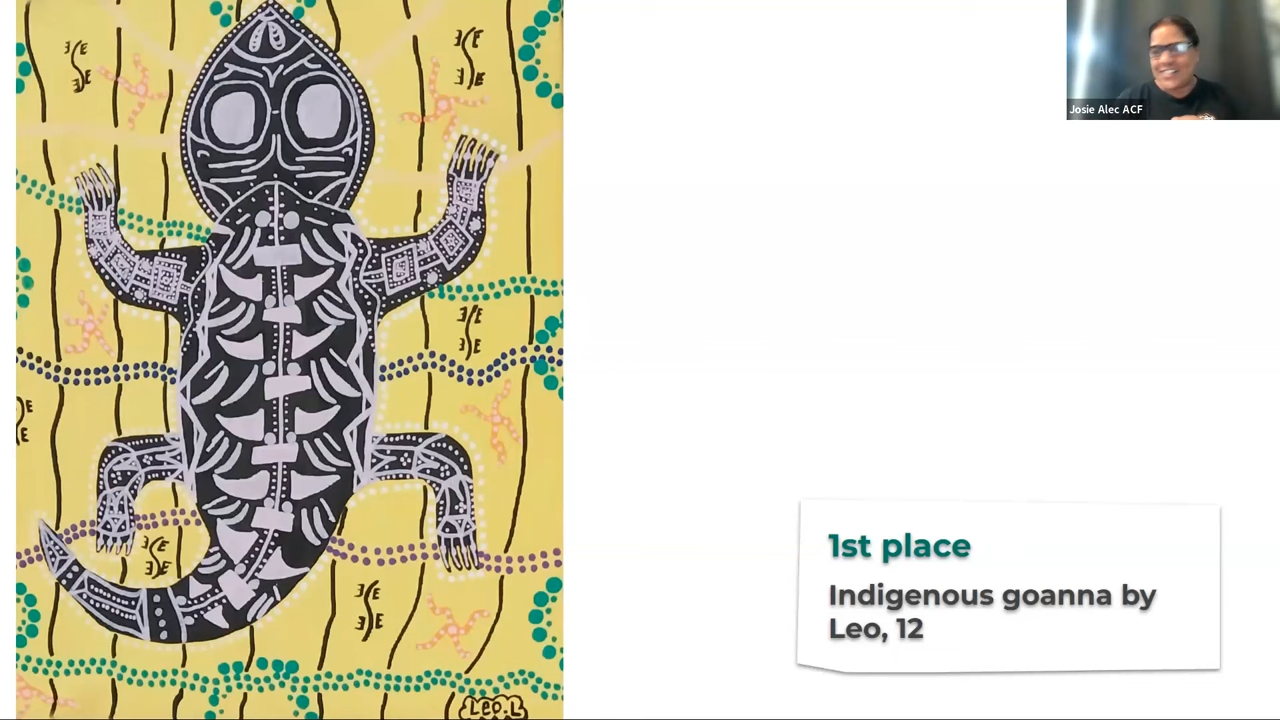 Josie Alec ACF
1st place
Indigenous goanna by
Leo, 12
Leo.L